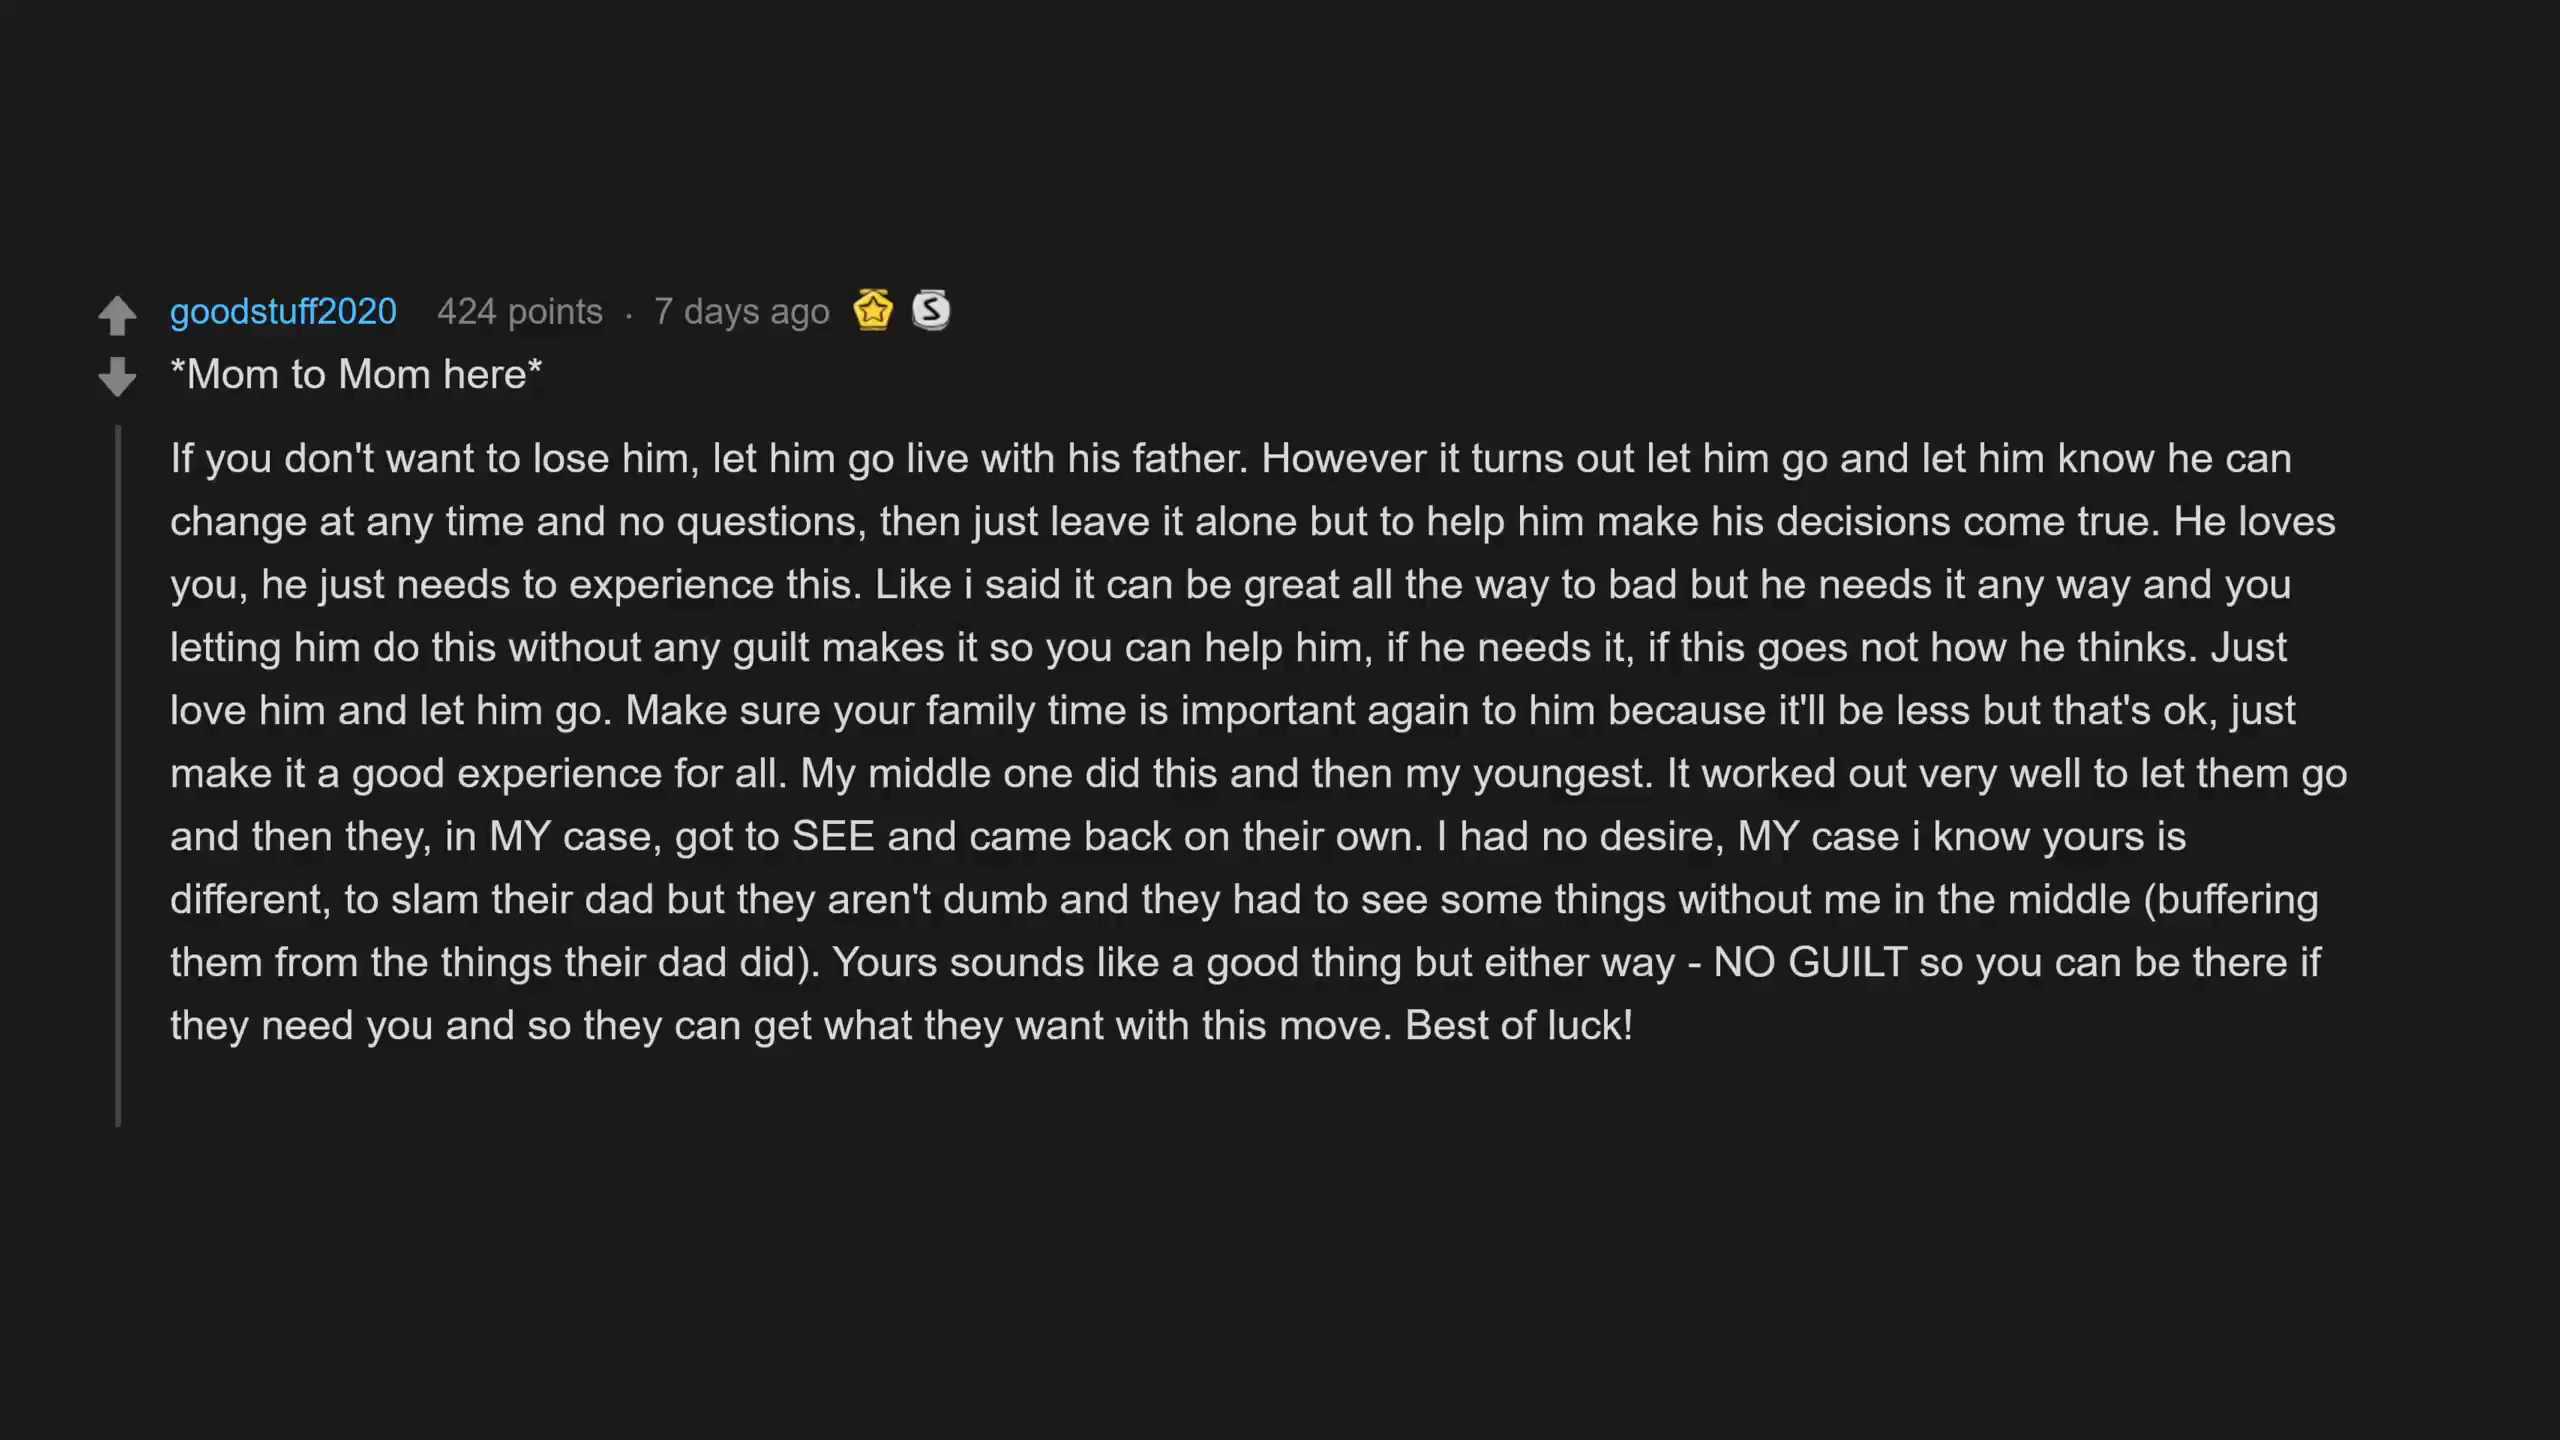 goodstuff2020 424 points · 7 days ago
*Mom to Mom here*
If you don't want to lose him, let him go live with his father. However it turns out let him go and let him know he can
change at any time and no questions, then just leave it alone but to help him make his decisions come true. He loves
you, he just needs to experience this. Like i said it can be great all the way to bad but he needs it any way and you
letting him do this without any guilt makes it so you can help him, if he needs it, if this goes not how he thinks. Just
love him and let him go. Make sure your family time is important again to him because it'll be less but that's ok, just
make it a good experience for all. My middle one did this and then my youngest. It worked out very well to let them go
and then they, in MY case, got to SEE and came back on their own. I had no desire, MY case i know yours is
different, to slam their dad but they aren't dumb and they had to see some things without me in the middle (buffering
them from the things their dad did). Yours sounds like a good thing but either way - NO GUILT so you can be there if
they need you and so they can get what they want with this move. Best of luck!